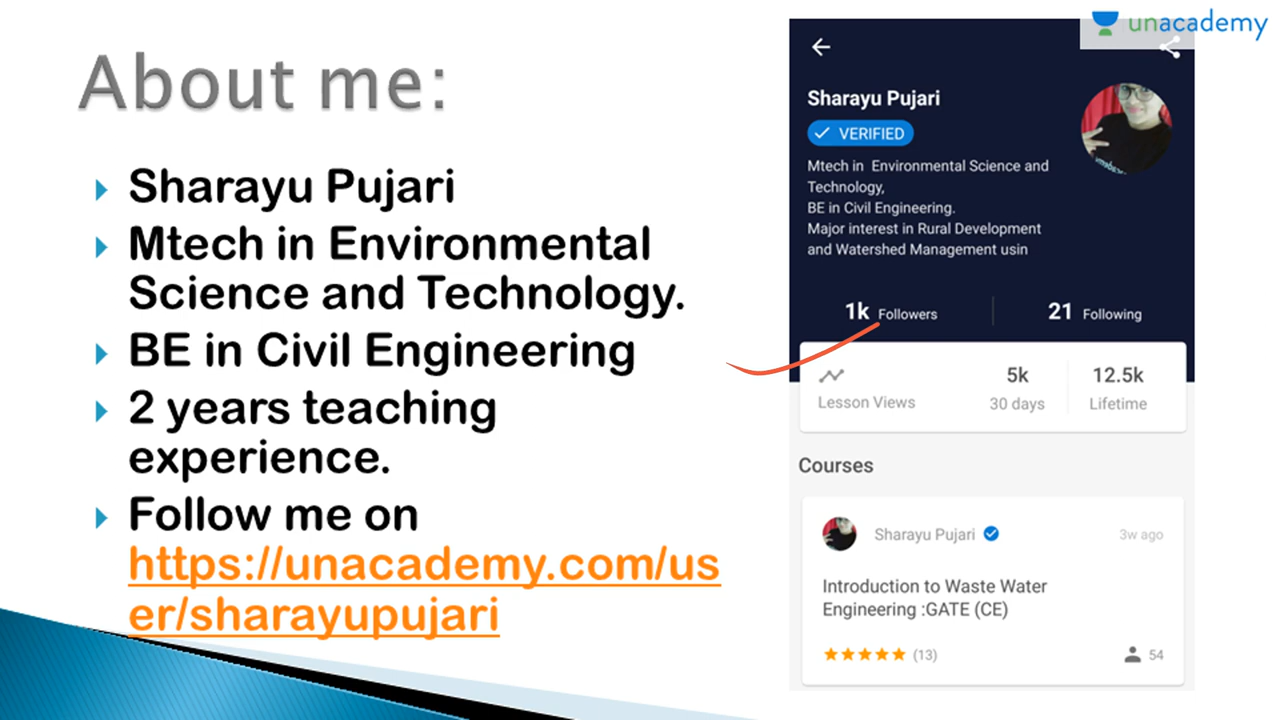 About me:
Sharayu Pujari
Mtech in Environmental
Science and Technology.
BE in Civil Engineering
2 years teaching
experience.
Follow me on
https://unacademy.com/us
er/sharayupujari
unacademy
Sharayu Pujari
VERIFIED
Mtech in Environmental Science and
Technology,
BE in Civil Engineering.
Major interest in Rural Development
and Watershed Management usin
1k Followers 21 Following
5k 12.5k
Lesson Views 30 days Lifetime
Courses
Sharayu Pujari 3w ago
Introduction to Waste Water
Engineering :GATE (CE)
(13) 54